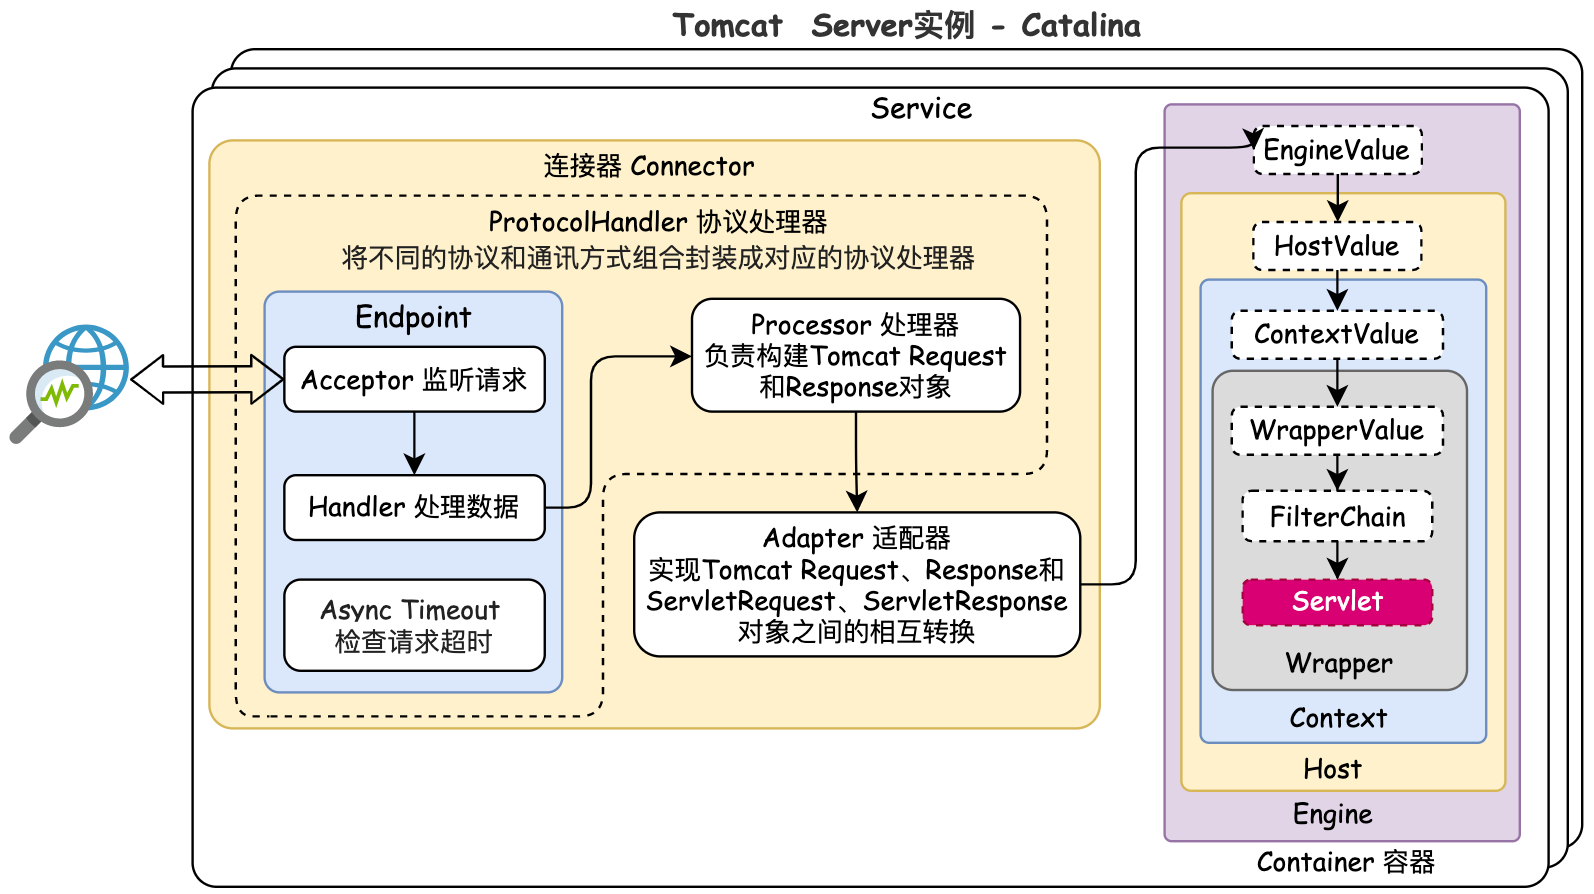 Tomcat Server实例 - Catalina
Service
连接器 Connector
ProtocolHandler 协议处理器
将不同的协议和通讯方式组合封装成对应的协议处理器
Endpoint
Acceptor 监听请求
Handler 处理数据
Async Timeout
检查请求超时
Processor 处理器
负责构建Tomcat Request
和Response对象
Adapter 适配器
实现Tomcat Request、Response和
ServletRequest、ServletResponse
对象之间的相互转换
EngineValue
HostValue
ContextValue
WrapperValue
FilterChain
Servlet
Wrapper
Context
Host
Engine
Container 容器